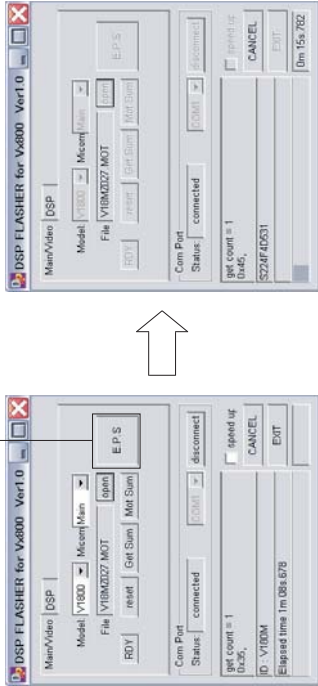 DSP FLASHER for Vx800 Ver1.0
Main/Video DSP
Model V1800 Micom Main
File V18MZ027.MOT open E.P.S
RDY reset Get Sum Mot Sum
Com Port
Status: connected COM1 disconnect
get count = 1
0x35,
speed up
ID : V180M
CANCEL
Elapsed time 1m 08s.678
EXIT
DSP FLASHER for Vx800 Ver1.0
Main/Video DSP
Model V1800 Micom Main
File V18MZ027.MOT open E.P.S
RDY reset Get Sum Mot Sum
Com Port
Status: connected COM1 disconnect
get count = 1
0x45,
speed up
S224F4D531
CANCEL
EXIT
0m 15s.782